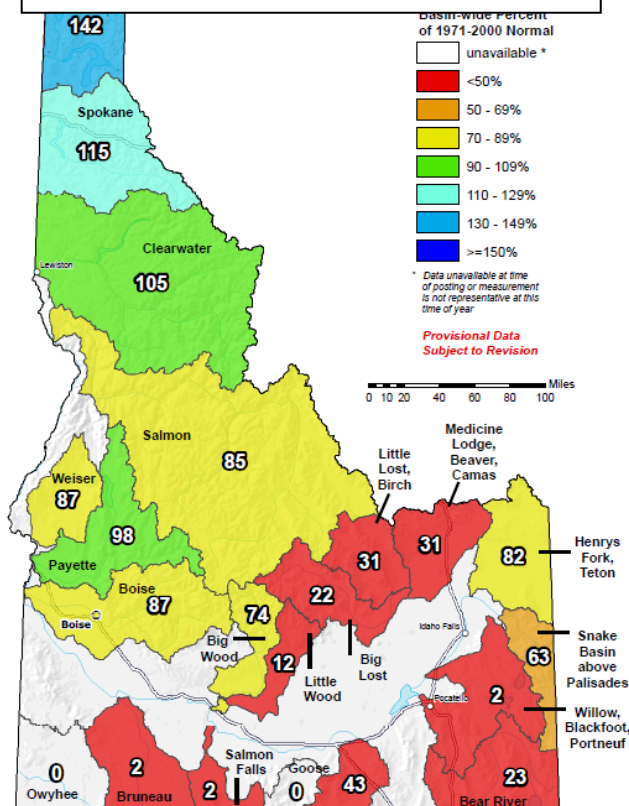 Basin-wide Percent
of 1971-2000 Normal
unavailable *
<50%
50 - 69%
70 - 89%
90 - 109%
110 - 129%
130 - 149%
>=150%
* Data unavailable at time
of posting or measurement
is not representative at this
time of year
Provisional Data
Subject to Revision
Miles
0 10 20 40 60 80 100
142
Spokane
115
Clearwater
105
Lewiston
Salmon
85
Weiser
87
98
Payette
Boise
87
Boise
Little
Lost,
Birch
31
Medicine
Lodge,
Beaver,
Camas
31
82
Henrys
Fork,
Teton
22
74
Big
Wood
12
Little
Wood
Big
Lost
Idaho Falls
63
Snake
Basin
above
Palisades
2
Pocatello
Willow,
Blackfoot,
Portneuf
0
Owyhee
2
Bruneau
2
Salmon
Falls
Goose
0
43
23
Bear River